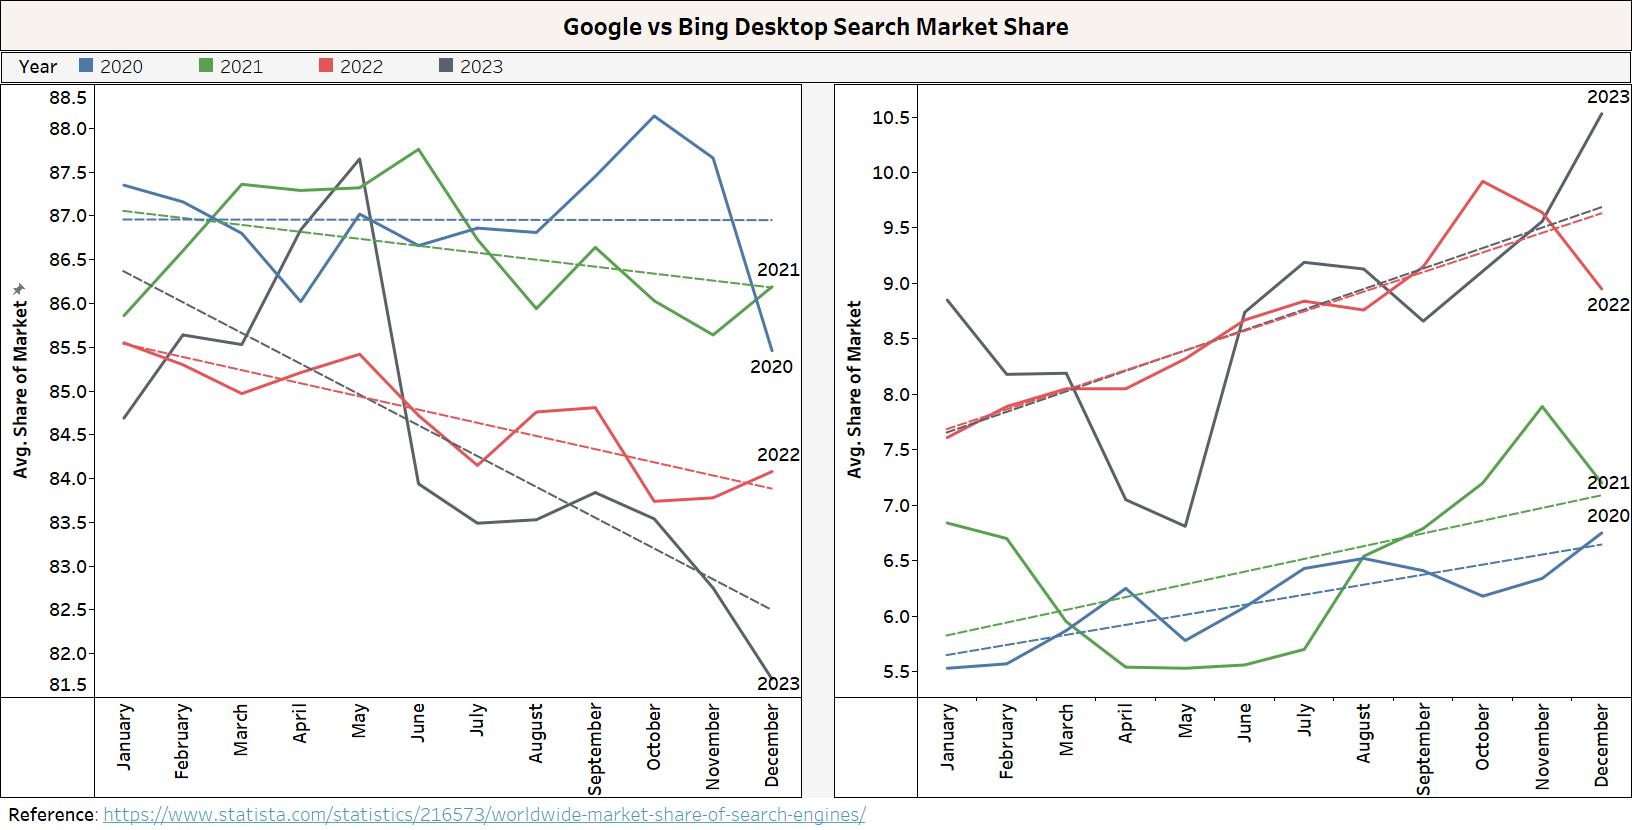 Google vs Bing Desktop Search Market Share
Year 2020 2021 2022 2023
Avg. Share of Market
88.5
88.0
87.5
87.0
86.5
86.0
85.5
85.0
84.5
84.0
83.5
83.0
82.5
82.0
81.5
2021
2020
2022
2023
January
February
March
April
May
June
July
August
September
October
November
December
Avg. Share of Market
10.5
10.0
9.5
9.0
8.5
8.0
7.5
7.0
6.5
6.0
5.5
2023
2022
2021
2020
January
February
March
April
May
June
July
August
September
October
November
December
Reference: https://www.statista.com/statistics/216573/worldwide-market-share-of-search-engines/